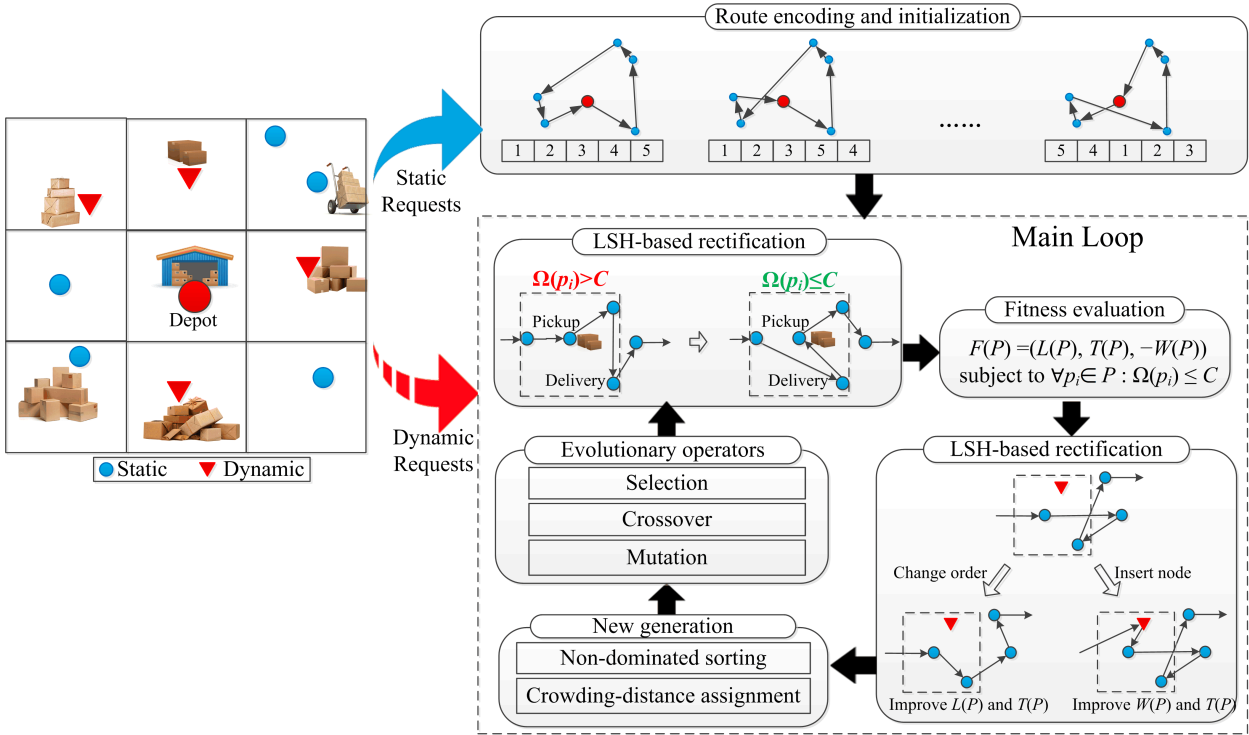 Route encoding and initialization
1 2 3 4 5
1 2 3 5 4
......
5 4 1 2 3
Static
Requests
Depot
Static Dynamic
Dynamic
Requests
Main Loop
LSH-based rectification
Ω(pi)>C
Ω(pi)≤C
Pickup
Delivery
Pickup
Delivery
Fitness evaluation
F(P) =(L(P), T(P), −W(P))
subject to ∀pi∈ P : Ω(pi) ≤ C
LSH-based rectification
Change order
Insert node
Improve L(P) and T(P)
Improve W(P) and T(P)
New generation
Non-dominated sorting
Crowding-distance assignment
Evolutionary operators
Selection
Crossover
Mutation